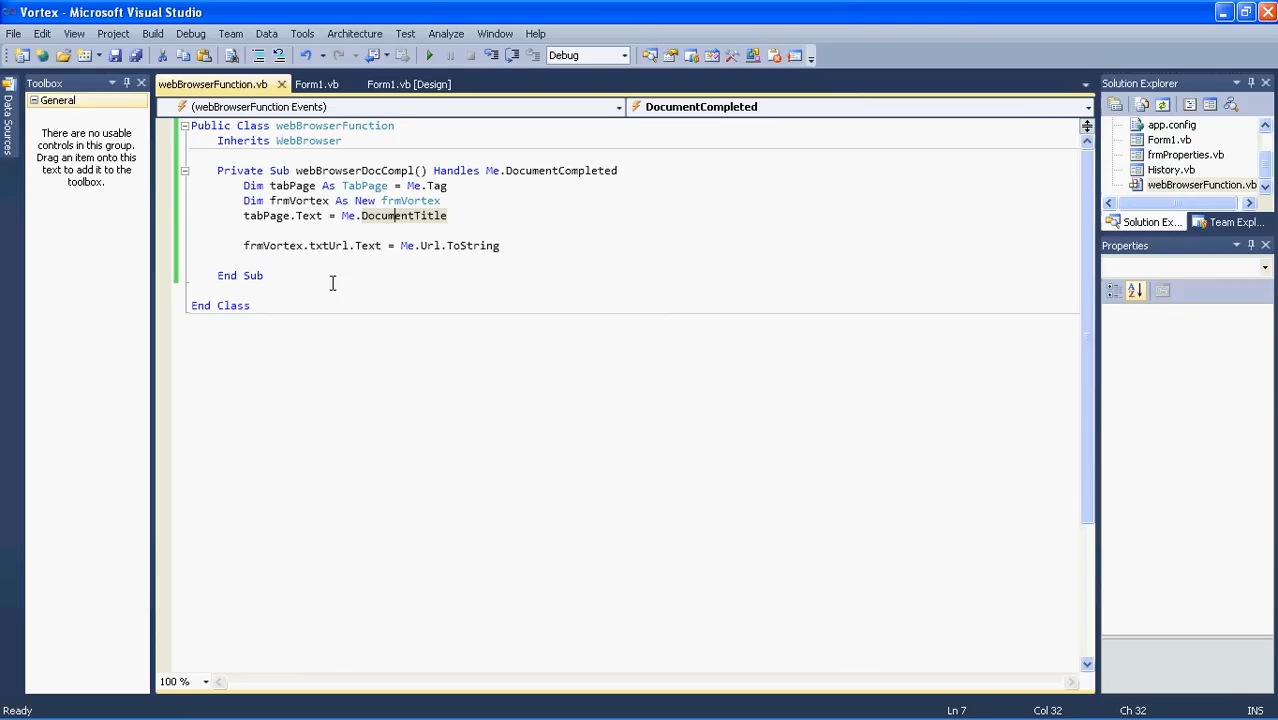 Vortex - Microsoft Visual Studio
File Edit View Project Build Debug Team Data Tools Architecture Test Analyze Window Help
Debug
Toolbox
webBrowserFunction.vb Form1.vb Form1.vb [Design]
Solution Explorer
Data Sources
General
(webBrowserFunction Events) DocumentCompleted
There are no usable
controls in this group.
Drag an item onto this
text to add it to the
toolbox.
Public Class webBrowserFunction
Inherits WebBrowser
Private Sub webBrowserDocCompl() Handles Me.DocumentCompleted
Dim tabPage As TabPage = Me.Tag
Dim frmVortex As New frmVortex
tabPage.Text = Me.DocumentTitle
frmVortex.txtUrl.Text = Me.Url.ToString
End Sub
End Class
app.config
Form1.vb
frmProperties.vb
History.vb
webBrowserFunction.vb
Solution Ex... Team Expl...
Properties
100 %
Ready Ln 7 Col 32 Ch 32 INS